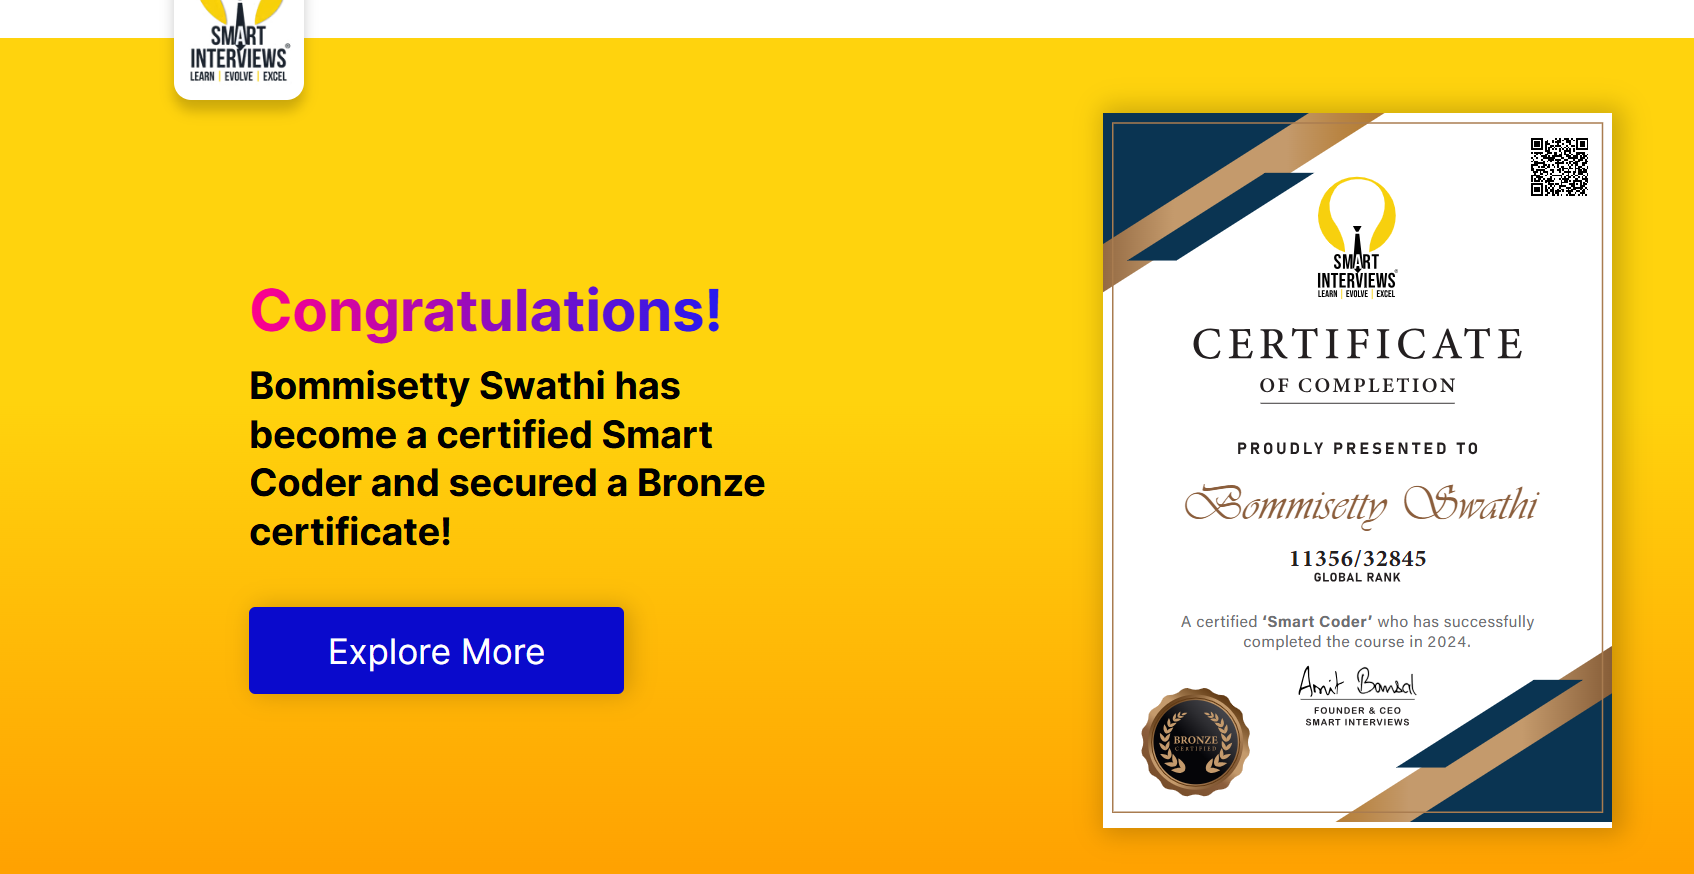 SMART
INTERVIEWS®
LEARN | EVOLVE | EXCEL
Congratulations!
Bommisetty Swathi has
become a certified Smart
Coder and secured a Bronze
certificate!
Explore More
SMART
INTERVIEWS®
LEARN | EVOLVE | EXCEL
CERTIFICATE
OF COMPLETION
PROUDLY PRESENTED TO
Bommisetty Swathi
11356/32845
GLOBAL RANK
A certified ‘Smart Coder’ who has successfully
completed the course in 2024.
Amit Bansal
FOUNDER & CEO
SMART INTERVIEWS
BRONZE
CERTIFIED